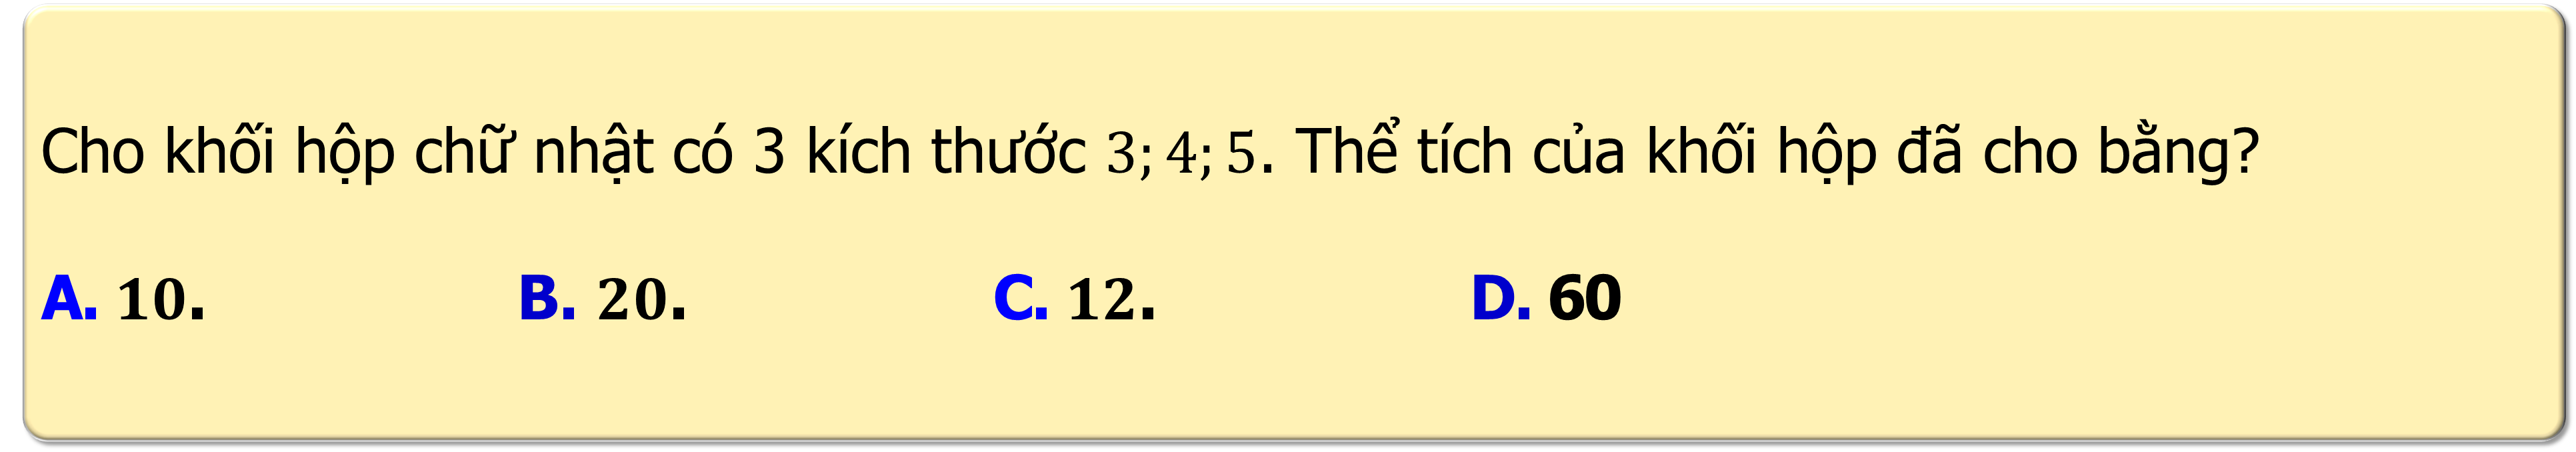 Cho khối hộp chữ nhật có 3 kích thước 3; 4; 5. Thể tích của khối hộp đã cho bằng?
A. 10. B. 20. C. 12. D. 60